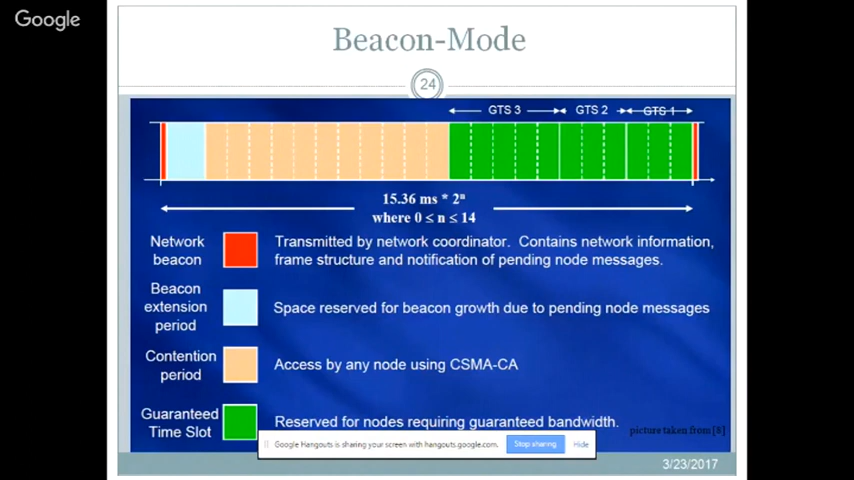 Google
Beacon-Mode
24
GTS 3
GTS 2
GTS 1
15.36 ms * 2ⁿ
where 0 ≤ n ≤ 14
Network
beacon
Transmitted by network coordinator. Contains network information,
frame structure and notification of pending node messages.
Beacon
extension
period
Space reserved for beacon growth due to pending node messages
Contention
period
Access by any node using CSMA-CA
Guaranteed
Time Slot
Reserved for nodes requiring guaranteed bandwidth.
picture taken from [8]
Google Hangouts is sharing your screen with hangouts.google.com.
Stop sharing
Hide
3/23/2017